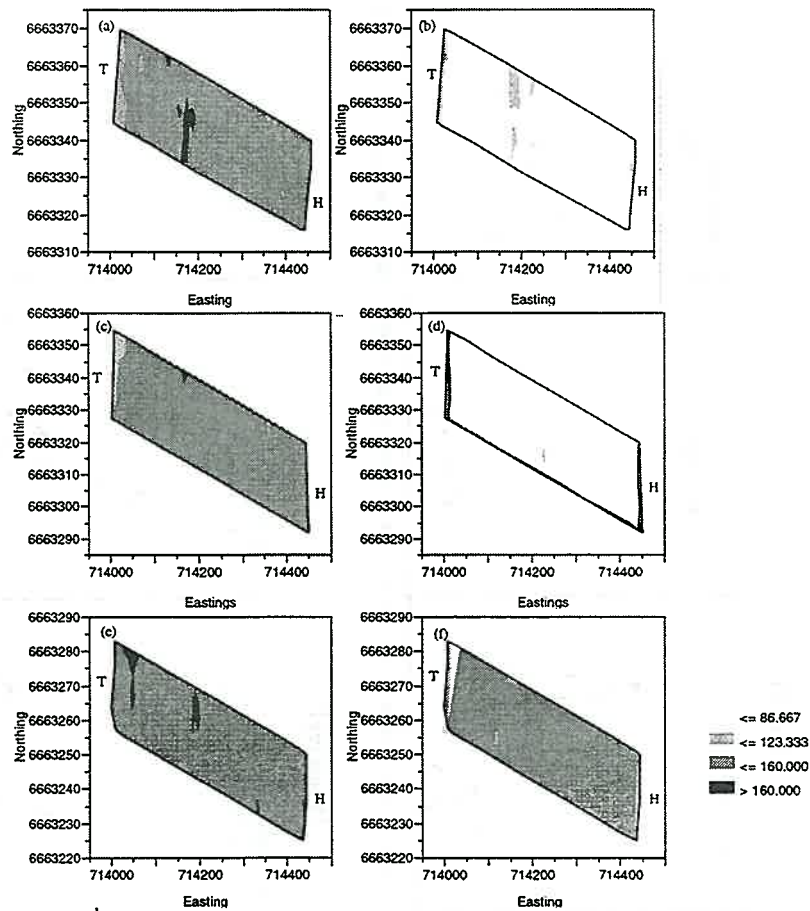 (a)
6663370
6663360
6663350
6663340
6663330
6663320
6663310
Northing
T
H
714000 714200 714400
Easting
(b)
6663370
6663360
6663350
6663340
6663330
6663320
6663310
Northing
T
H
714000 714200 714400
Easting
(c)
6663360
6663350
6663340
6663330
6663320
6663310
6663300
6663290
Northing
T
H
714000 714200 714400
Eastings
(d)
6663360
6663350
6663340
6663330
6663320
6663310
6663300
6663290
Northing
T
H
714000 714200 714400
Eastings
(e)
6663290
6663280
6663270
6663260
6663250
6663240
6663230
6663220
Northing
T
H
714000 714200 714400
Easting
(f)
6663290
6663280
6663270
6663260
6663250
6663240
6663230
6663220
Northing
T
H
714000 714200 714400
Easting
<= 86.667
<= 123.333
<= 160.000
> 160.000